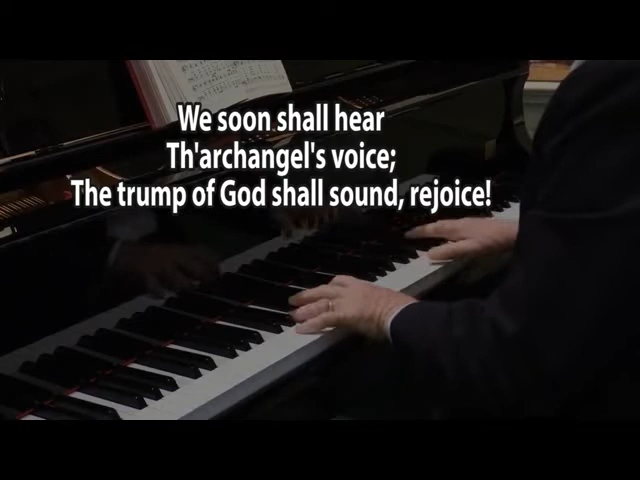 We soon shall hear
Th'archangel's voice;
The trump of God shall sound, rejoice!